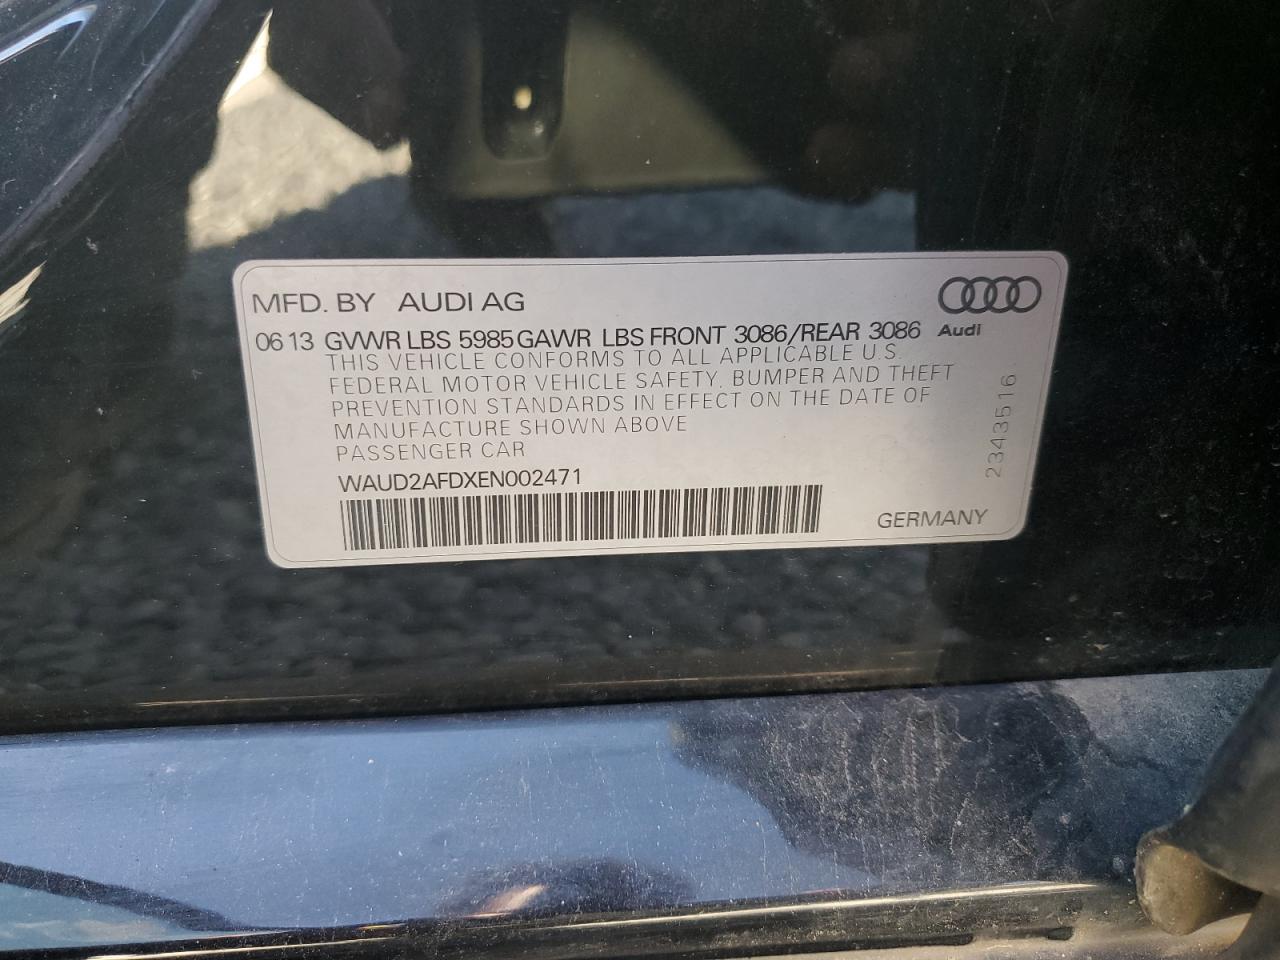 MFD. BY AUDI AG
06 13 GVWR LBS 5985 GAWR LBS FRONT 3086/REAR 3086
Audi
THIS VEHICLE CONFORMS TO ALL APPLICABLE U.S.
FEDERAL MOTOR VEHICLE SAFETY, BUMPER AND THEFT
PREVENTION STANDARDS IN EFFECT ON THE DATE OF
MANUFACTURE SHOWN ABOVE
PASSENGER CAR
WAUD2AFDXEN002471
2343516
GERMANY